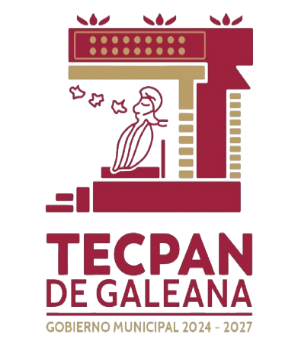 TECPAN
DE GALEANA
GOBIERNO MUNICIPAL 2024 - 2027